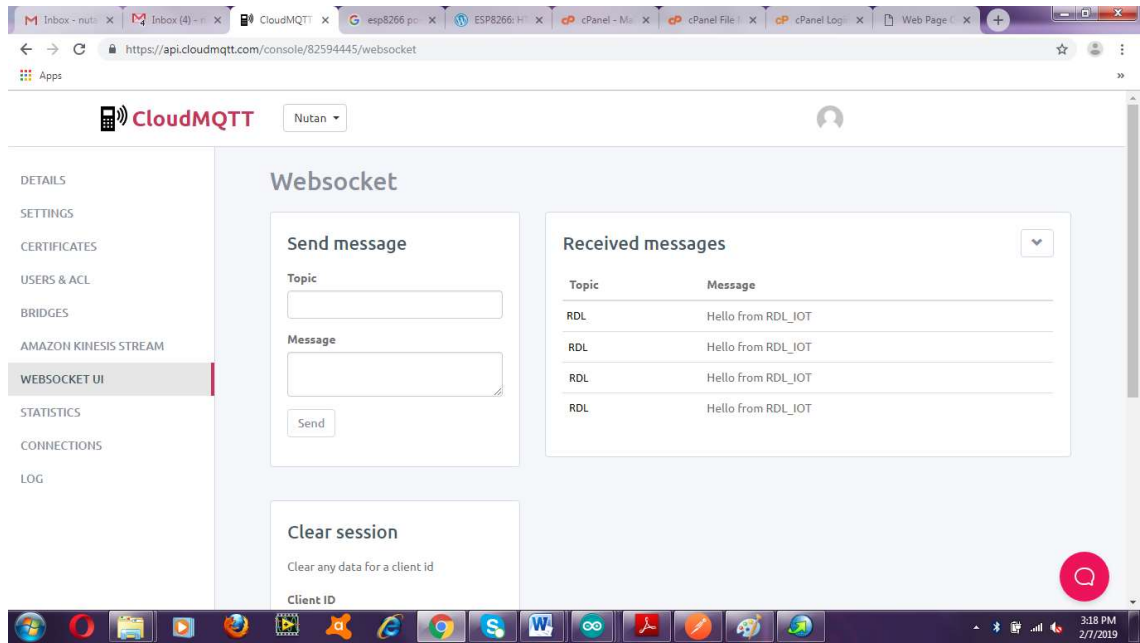 Inbox - nuta
Inbox (4) - n
CloudMQTT
esp8266 po
ESP8266: H
cPanel - Ma
cPanel File
cPanel Logi
Web Page C
https://api.cloudmqtt.com/console/82594445/websocket
Apps
CloudMQTT
Nutan
DETAILS
SETTINGS
CERTIFICATES
USERS & ACL
BRIDGES
AMAZON KINESIS STREAM
WEBSOCKET UI
STATISTICS
CONNECTIONS
LOG
Websocket
Send message
Topic
Message
Send
Received messages
Topic Message
RDL Hello from RDL_IOT
RDL Hello from RDL_IOT
RDL Hello from RDL_IOT
RDL Hello from RDL_IOT
Clear session
Clear any data for a client id
Client ID
3:18 PM
2/7/2019